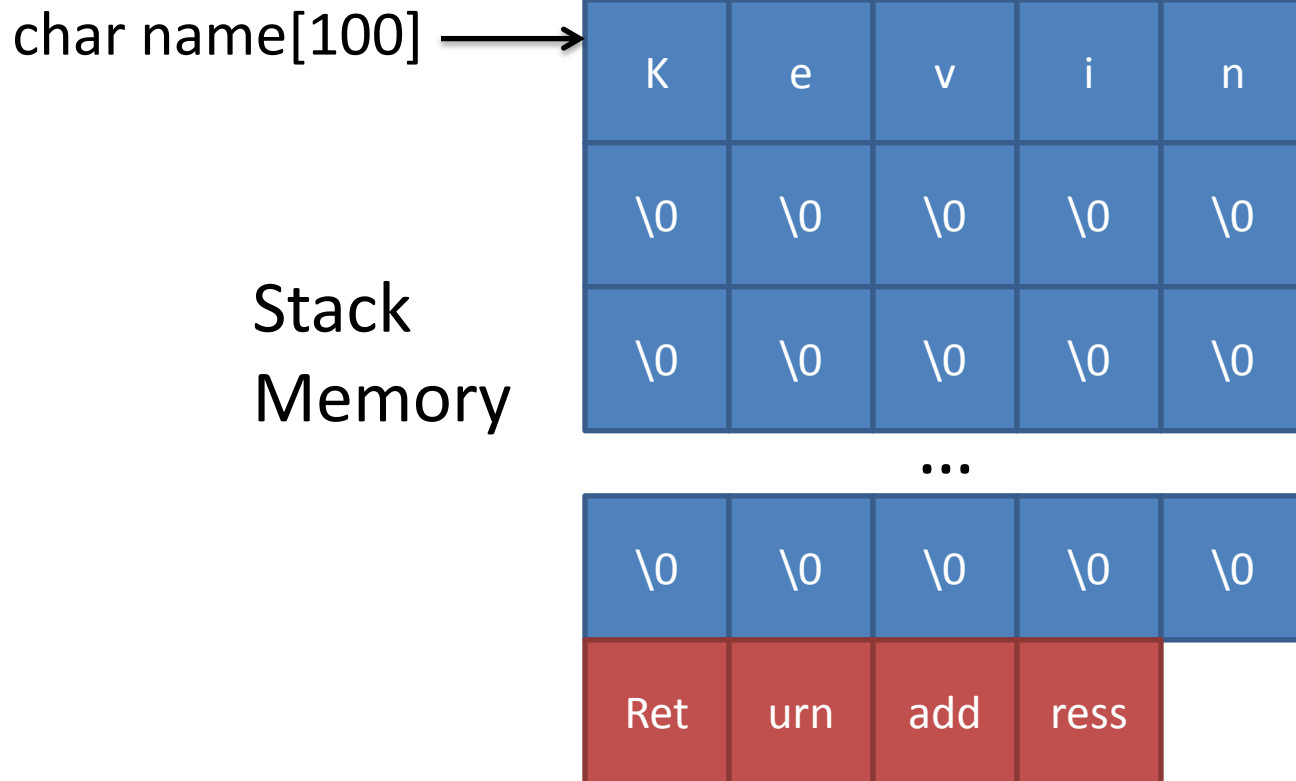 char name[100]
K e v i n
\0 \0 \0 \0 \0
Stack
Memory
\0 \0 \0 \0 \0
...
\0 \0 \0 \0 \0
Ret urn add ress